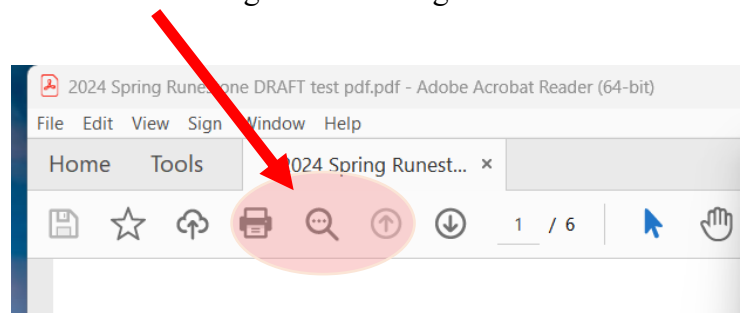 2024 Spring Runestone DRAFT test pdf.pdf - Adobe Acrobat Reader (64-bit)
File Edit View Sign Window Help
Home Tools 2024 Spring Runest... ×
1 / 6